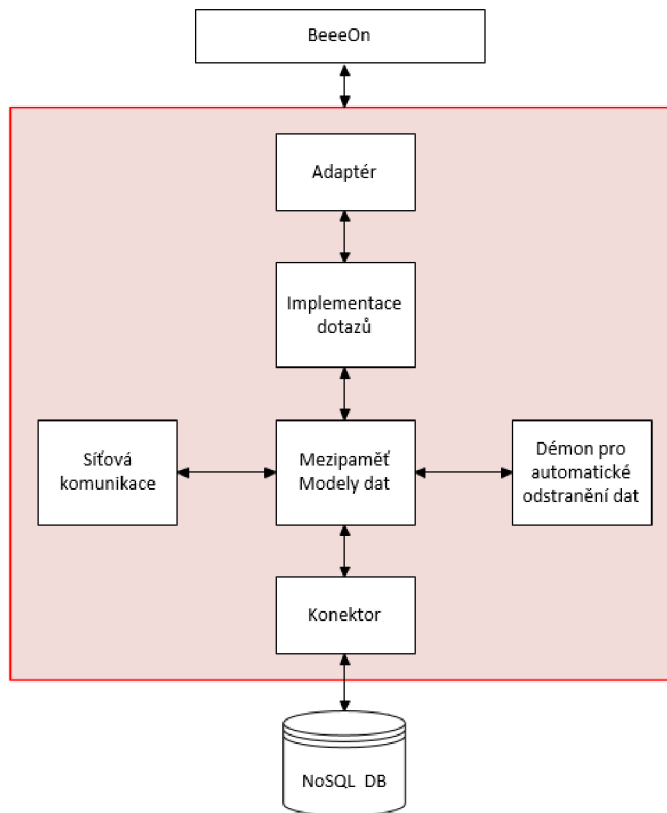 BeeeOn
Adaptér
Implementace
dotazů
Síťová
komunikace
Mezipaměť
Modely dat
Démon pro
automatické
odstranění dat
Konektor
NoSQL DB